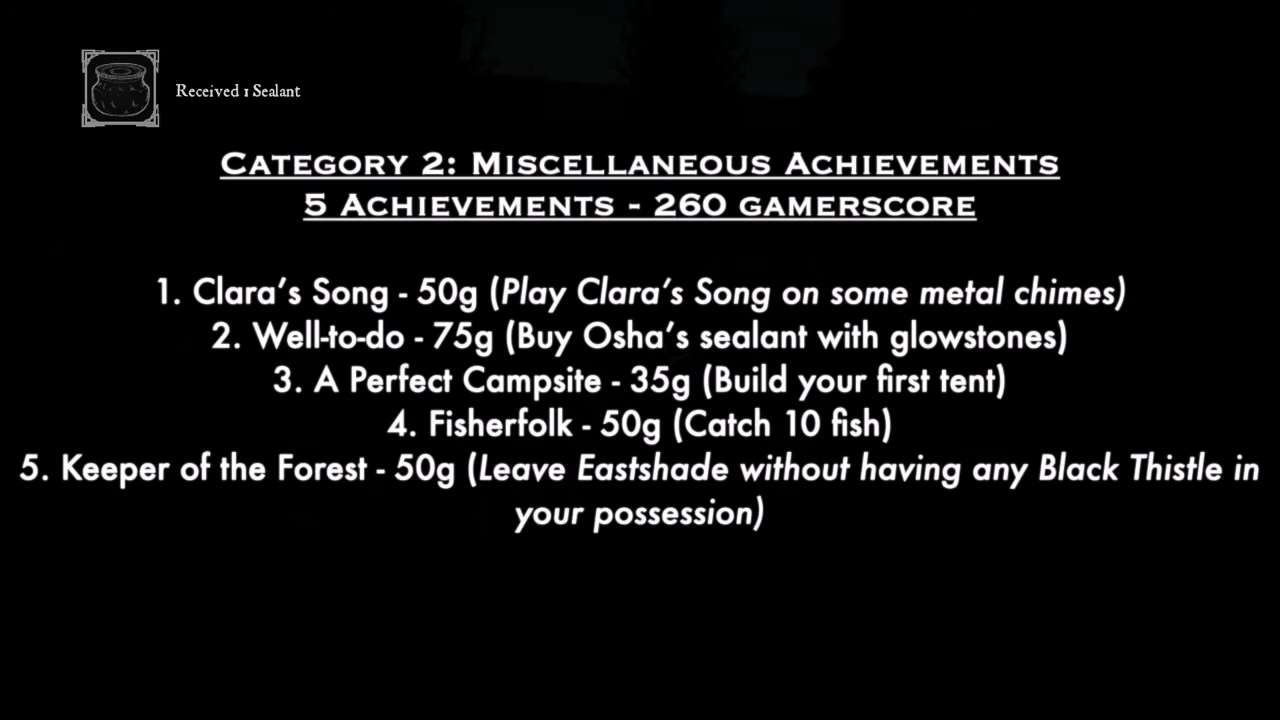 Received 1 Sealant
Category 2: Miscellaneous Achievements
5 Achievements - 260 gamerscore
1. Clara’s Song - 50g (Play Clara’s Song on some metal chimes)
2. Well-to-do - 75g (Buy Osha’s sealant with glowstones)
3. A Perfect Campsite - 35g (Build your first tent)
4. Fisherfolk - 50g (Catch 10 fish)
5. Keeper of the Forest - 50g (Leave Eastshade without having any Black Thistle in
your possession)